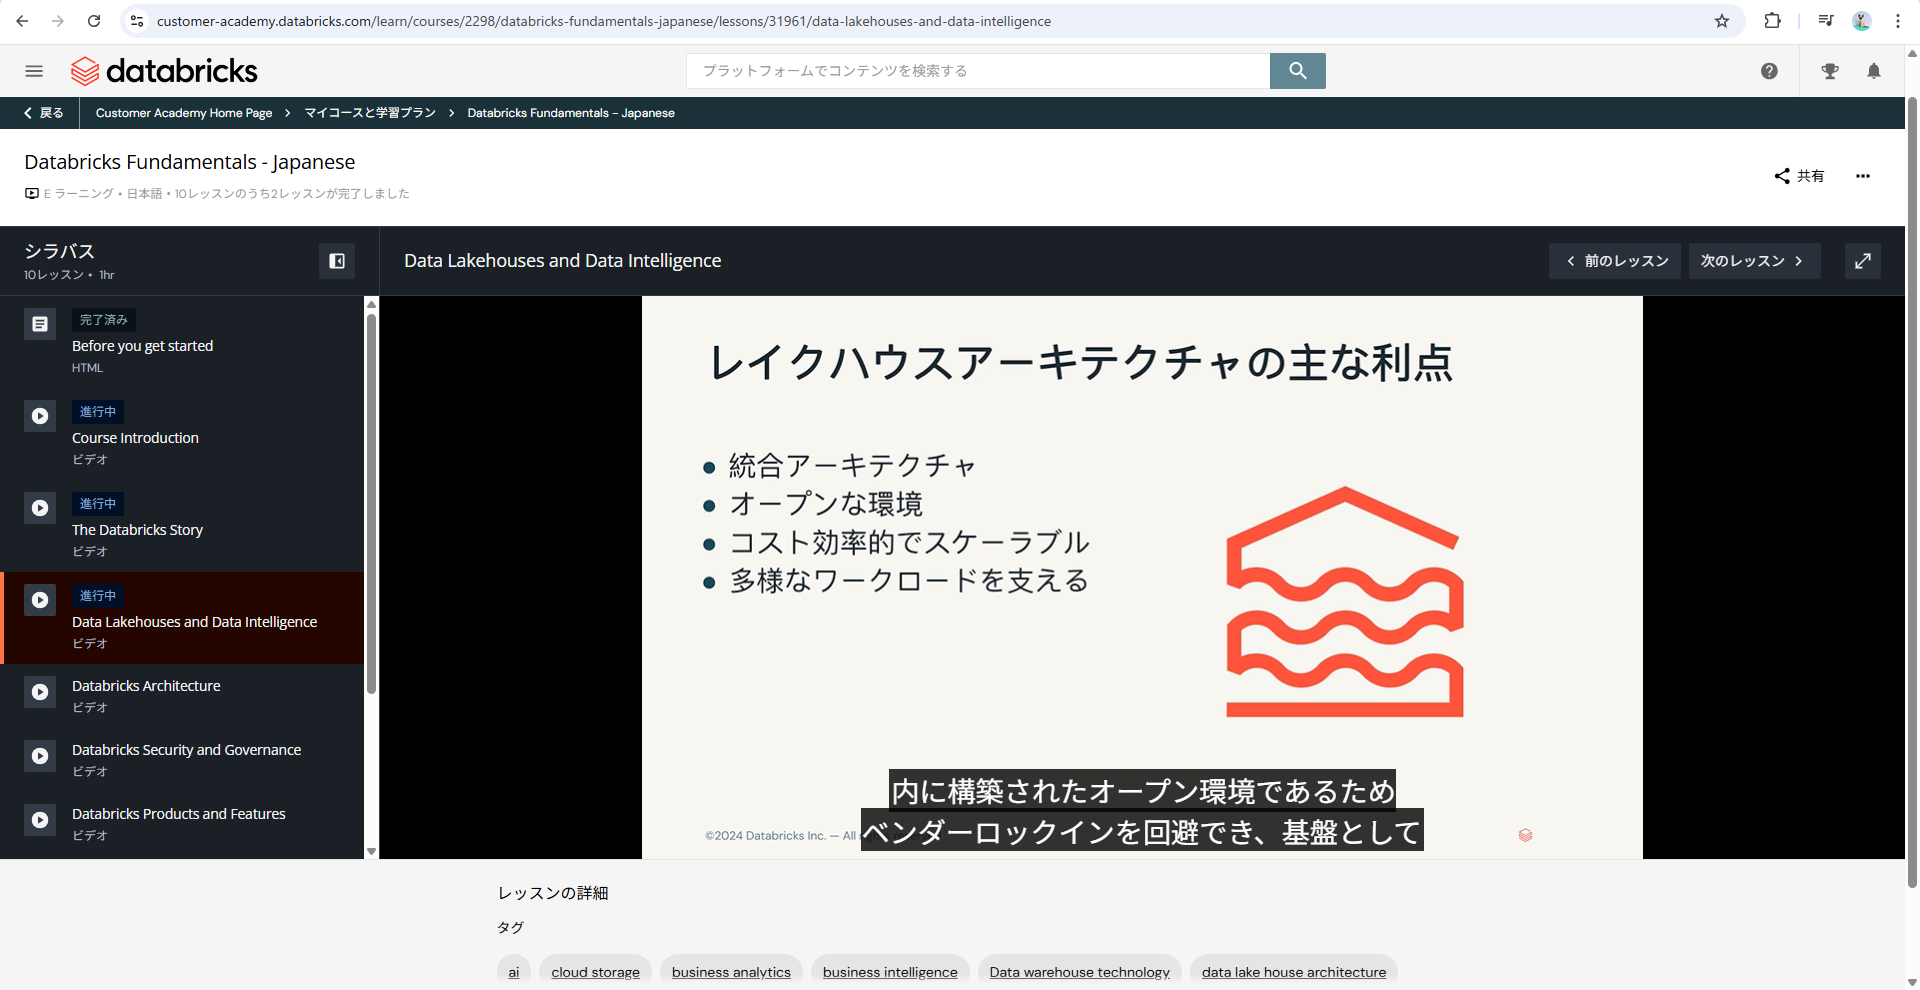 customer-academy.databricks.com/learn/courses/2298/databricks-fundamentals-japanese/lessons/31961/data-lakehouses-and-data-intelligence
databricks
プラットフォームでコンテンツを検索する
戻る
Customer Academy Home Page > マイコースと学習プラン > Databricks Fundamentals - Japanese
Databricks Fundamentals - Japanese
E ラーニング • 日本語 • 10レッスンのうち2レッスンが完了しました
共有
シラバス
10レッスン • 1hr
Data Lakehouses and Data Intelligence
前のレッスン
次のレッスン
完了済み
Before you get started
HTML
進行中
Course Introduction
ビデオ
進行中
The Databricks Story
ビデオ
進行中
Data Lakehouses and Data Intelligence
ビデオ
Databricks Architecture
ビデオ
Databricks Security and Governance
ビデオ
Databricks Products and Features
ビデオ
レイクハウスアーキテクチャの主な利点
• 統合アーキテクチャ
• オープンな環境
• コスト効率的でスケーラブル
• 多様なワークロードを支える
内に構築されたオープン環境であるため
ベンダーロックインを回避でき、基盤として
©2024 Databricks Inc. — All
レッスンの詳細
タグ
ai
cloud storage
business analytics
business intelligence
Data warehouse technology
data lake house architecture